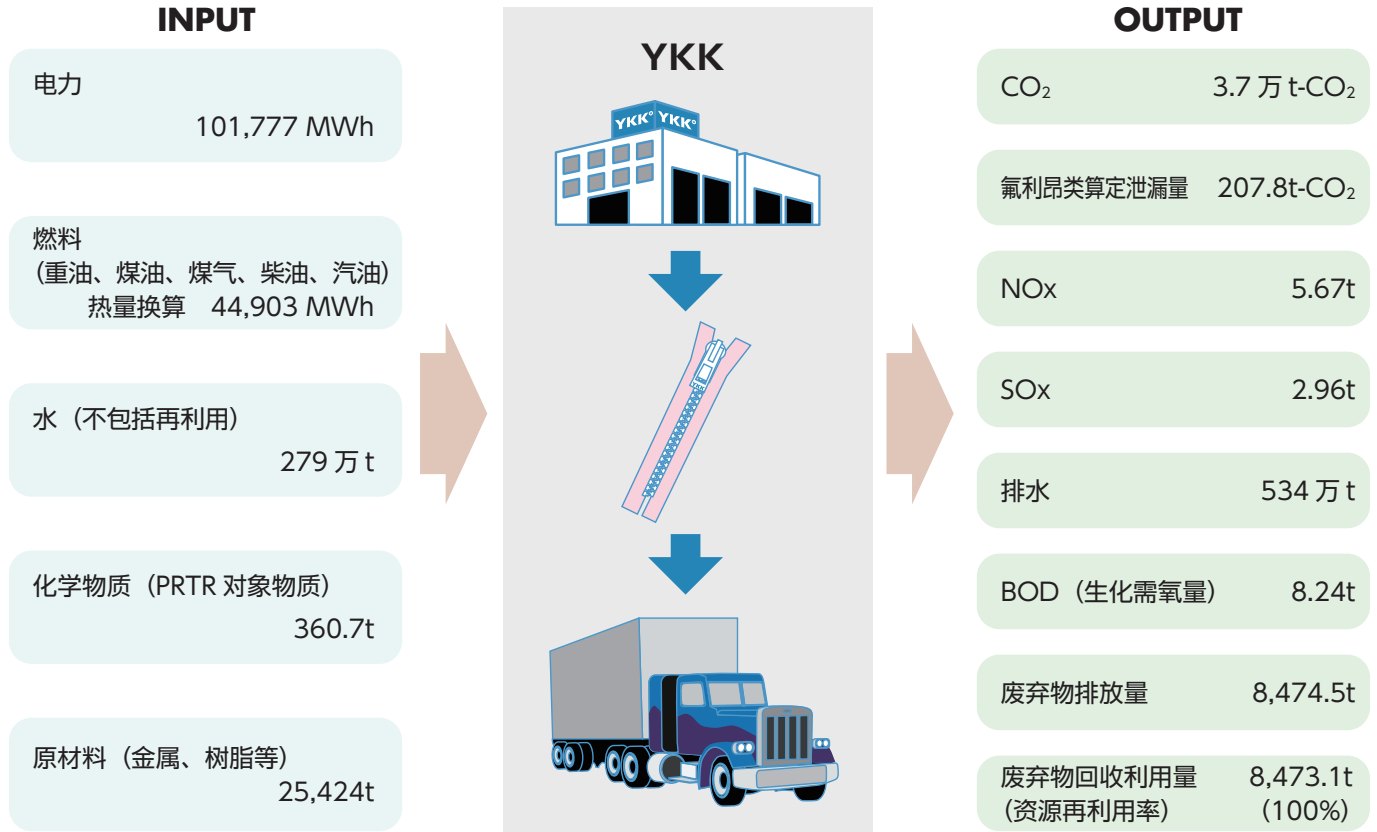 INPUT
电力
101,777 MWh
燃料
（重油、煤油、煤气、柴油、汽油）
热量换算 44,903 MWh
水（不包括再利用）
279 万 t
化学物质（PRTR 对象物质）
360.7t
原材料（金属、树脂等）
25,424t
YKK
YKK® YKK®
YKK
OUTPUT
CO₂ 3.7 万 t-CO₂
氟利昂类算定泄漏量 207.8t-CO₂
NOx 5.67t
SOx 2.96t
排水 534 万 t
BOD（生化需氧量） 8.24t
废弃物排放量 8,474.5t
废弃物回收利用量 8,473.1t
（资源再利用率） (100%)